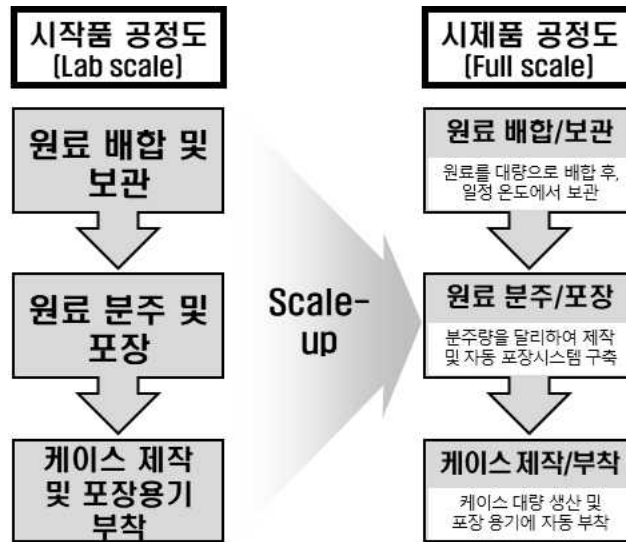 시작품 공정도
(Lab scale)
원료 배합 및
보관
원료 분주 및
포장
케이스 제작
및 포장용기
부착
Scale-
up
시제품 공정도
(Full scale)
원료 배합/보관
원료를 대량으로 배합 후,
일정 온도에서 보관
원료 분주/포장
분주량을 달리하여 제작
및 자동 포장시스템 구축
케이스 제작/부착
케이스 대량 생산 및
포장 용기에 자동 부착